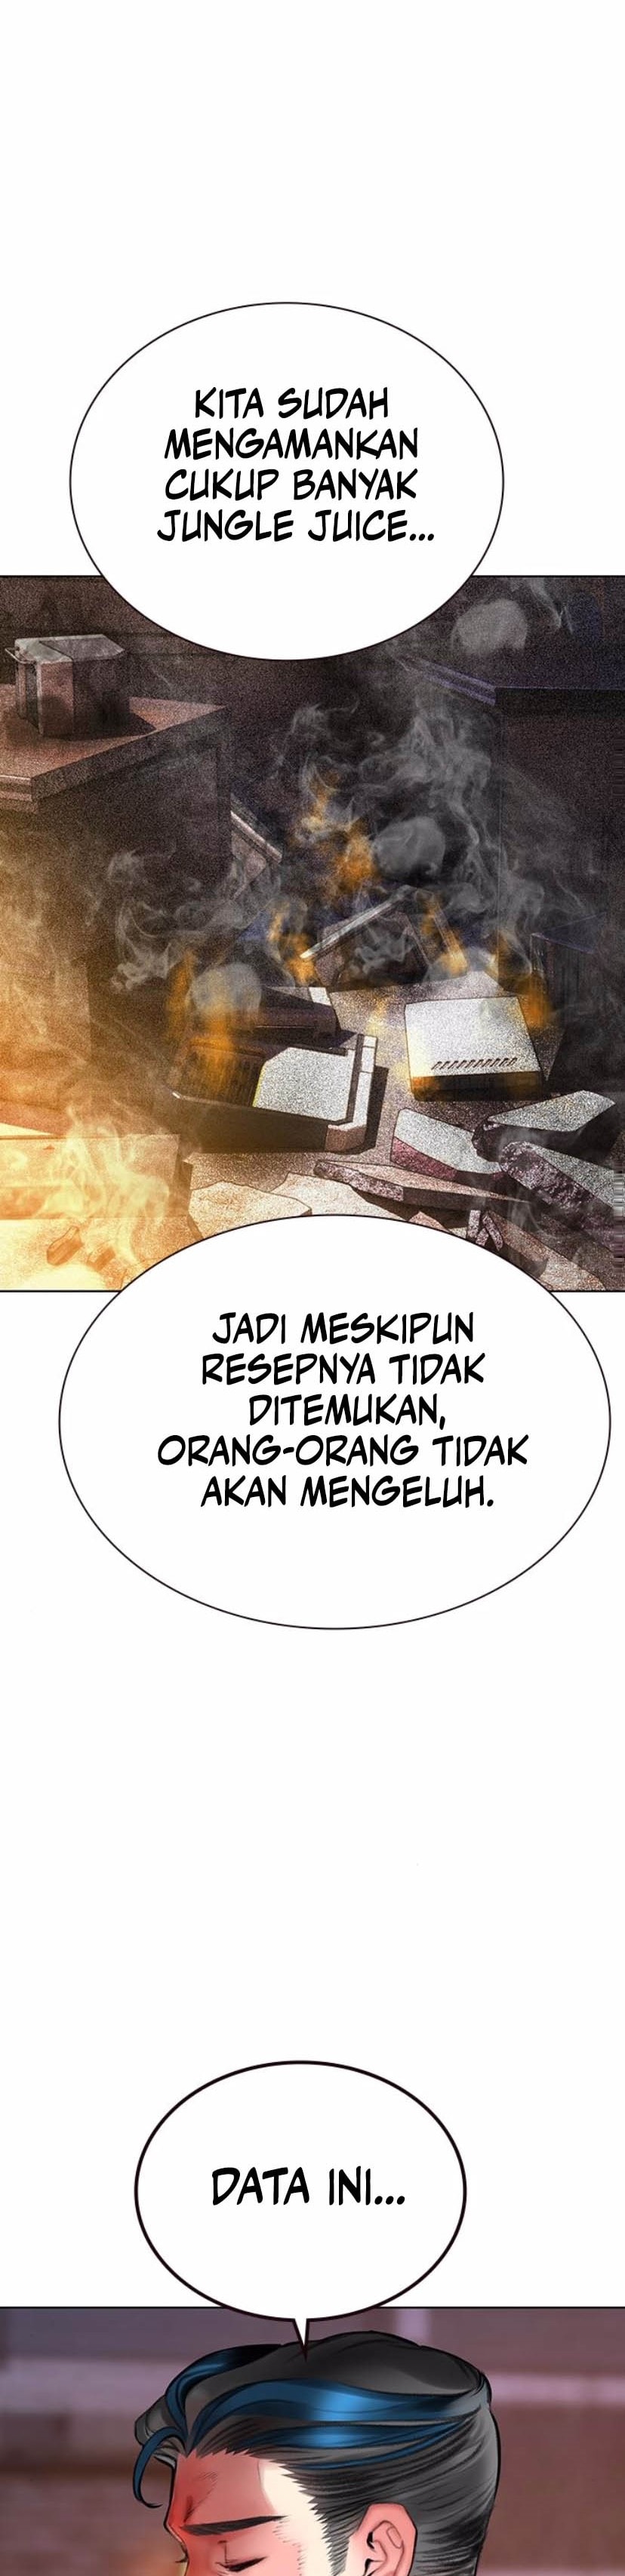 KITA SUDAH
MENGAMANKAN
CUKUP BANYAK
JUNGLE JUICE...
JADI MESKIPUN
RESEPNYA TIDAK
DITEMUKAN,
ORANG-ORANG TIDAK
AKAN MENGELUH.
DATA INI...